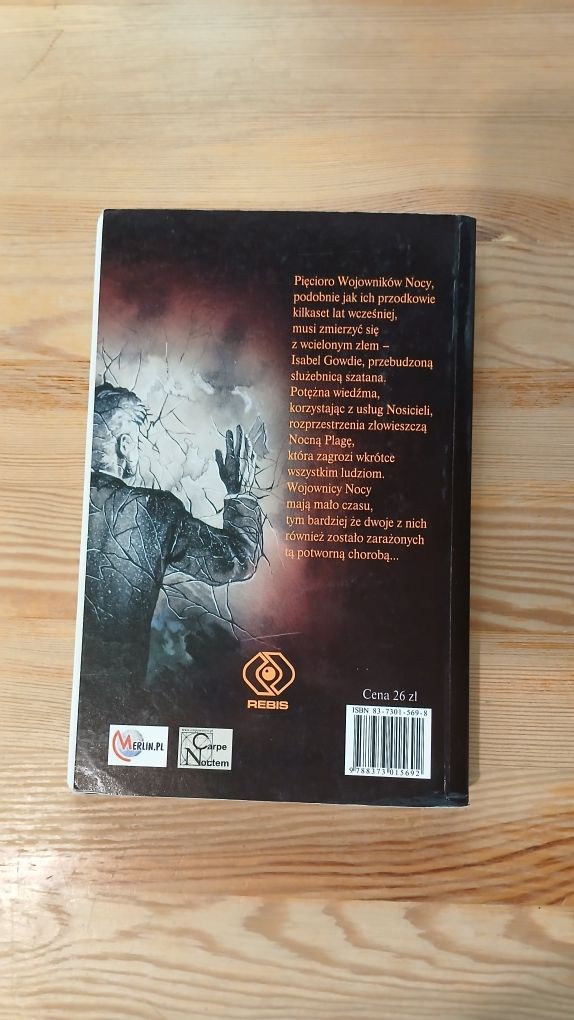 Pięcioro Wojowników Nocy,
podobnie jak ich przodkowie
kilkaset lat wcześniej,
musi zmierzyć się
z wcielonym złem –
Isabel Gowdie, przebudzoną
służebnicą szatana.
Potężna wiedźma,
korzystając z usług Nosicieli,
rozprzestrzenia złowieszczą
Nocną Plagę,
która zagrozi wkrótce
wszystkim ludziom.
Wojownicy Nocy
mają mało czasu,
tym bardziej że dwoje z nich
również zostało zarażonych
tą potworną chorobą...
REBIS
Cena 26 zł
ISBN 83-7301-569-8
9 788373 015692
MERLIN.PL
Carpe
Noctem